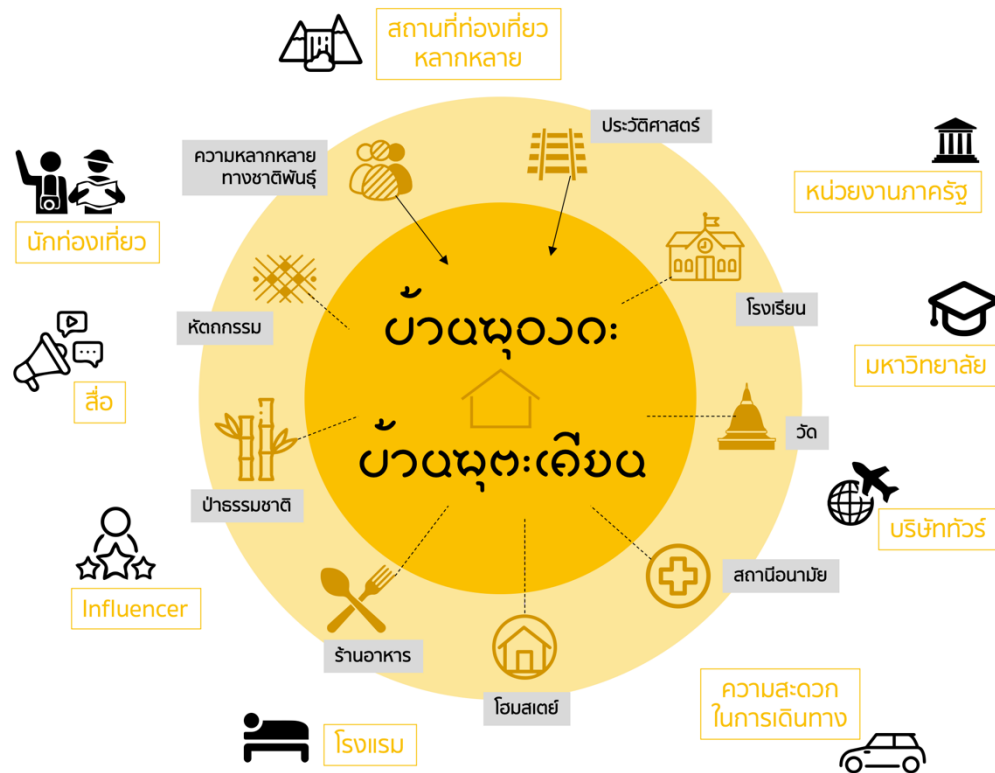 สถานที่ท่องเที่ยว
หลากหลาย
ประวัติศาสตร์
ความหลากหลาย
ทางชาติพันธุ์
หน่วยงานภาครัฐ
นักท่องเที่ยว
โรงเรียน
หัตถกรรม
บ้านพุองกะ
มหาวิทยาลัย
สื่อ
วัด
บ้านพุตะเคียน
ป่าธรรมชาติ
บริษัททัวร์
สถานีอนามัย
Influencer
ร้านอาหาร
โฮมสเตย์
ความสะดวก
ในการเดินทาง
โรงแรม